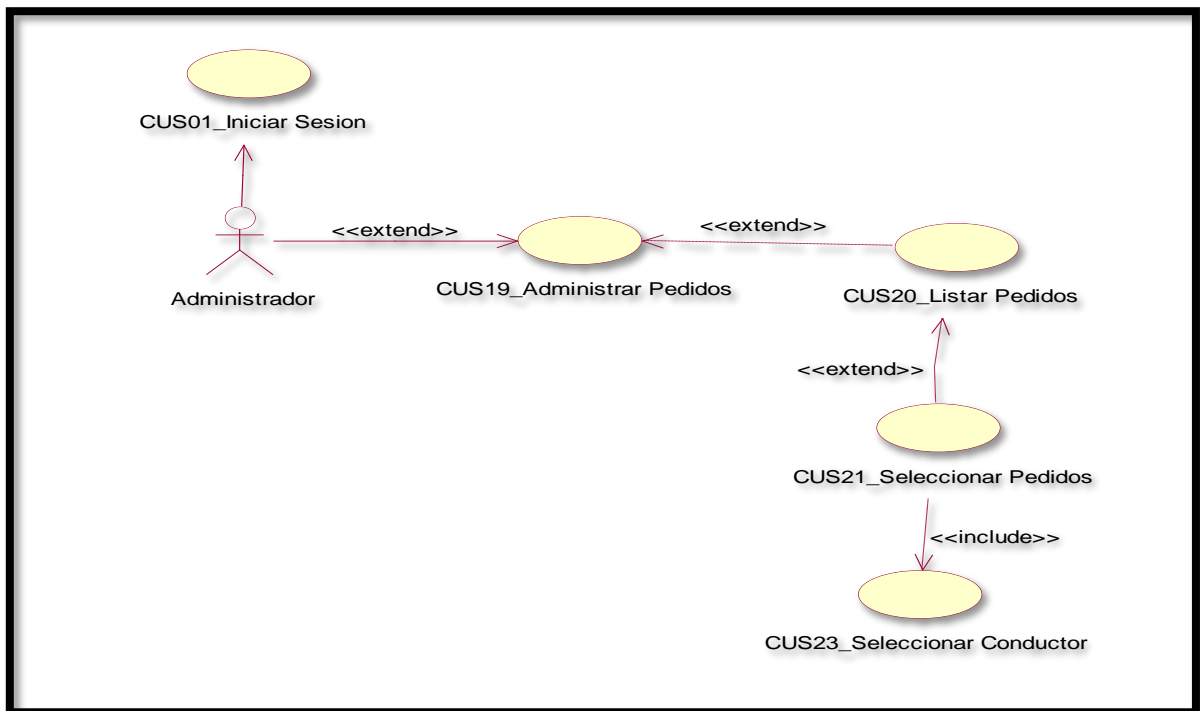 CUS01_Iniciar Sesion
<<extend>>
<<extend>>
Administrador
CUS19_Administrar Pedidos
CUS20_Listar Pedidos
<<extend>>
CUS21_Seleccionar Pedidos
<<include>>
CUS23_Seleccionar Conductor